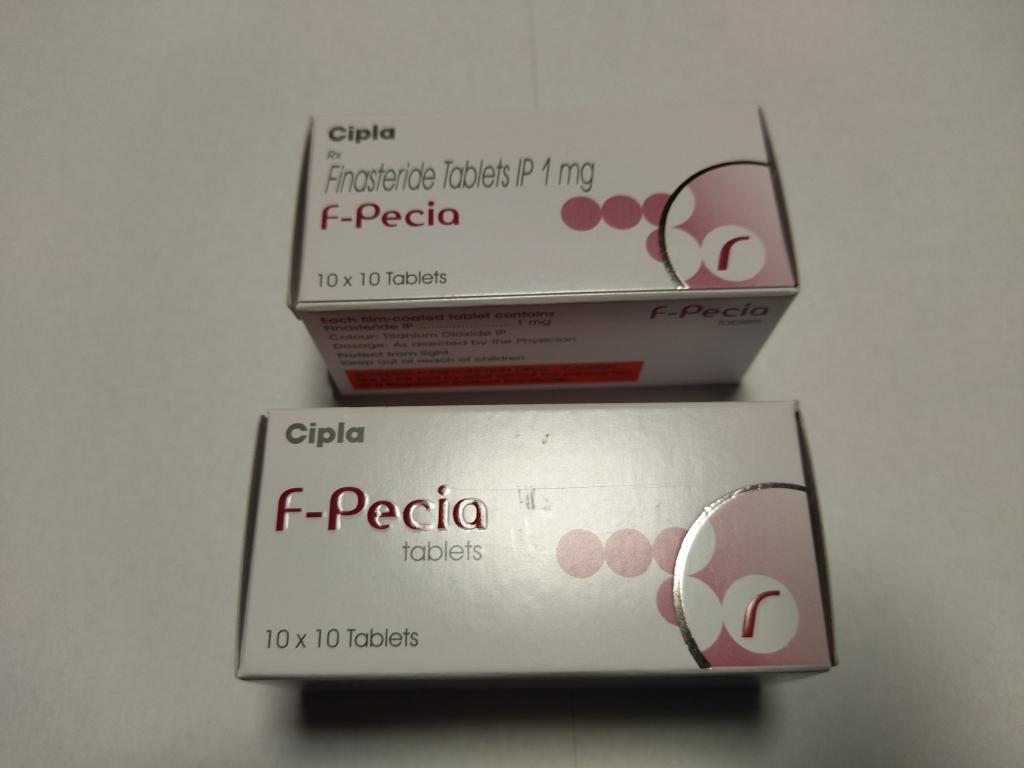 Cipla
Rx
Finasteride Tablets IP 1 mg
F-Pecia
10 x 10 Tablets
Each film-coated tablet contains
Finasteride IP ........................ 1 mg
Colour: Titanium Dioxide IP
Dosage: As directed by the Physician
Protect from light.
Keep out of reach of children.
F-Pecia
tablets
Cipla
F-Pecia
tablets
10 x 10 Tablets